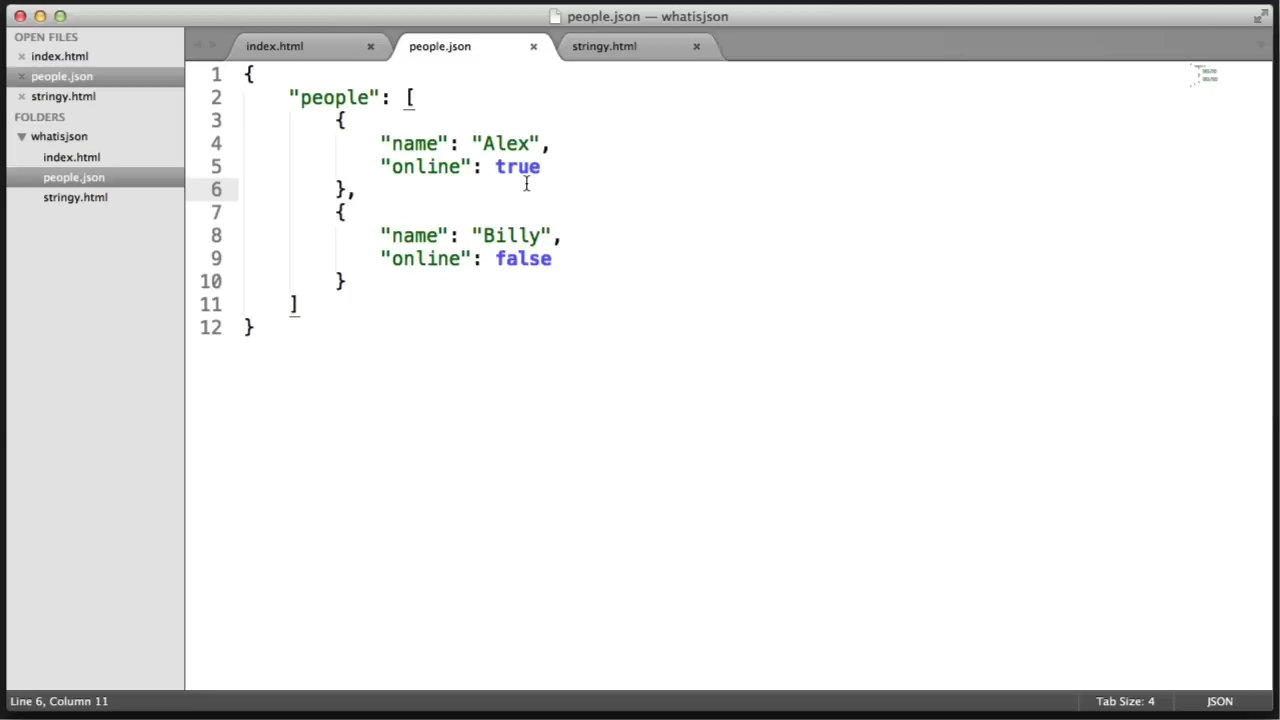 people.json — whatisjson
OPEN FILES
index.html
people.json
stringy.html
FOLDERS
whatisjson
index.html
people.json
stringy.html
index.html people.json stringy.html
1 {
2 "people": [
3 {
4 "name": "Alex",
5 "online": true
6 },
7 {
8 "name": "Billy",
9 "online": false
10 }
11 ]
12 }
Line 6, Column 11 Tab Size: 4 JSON